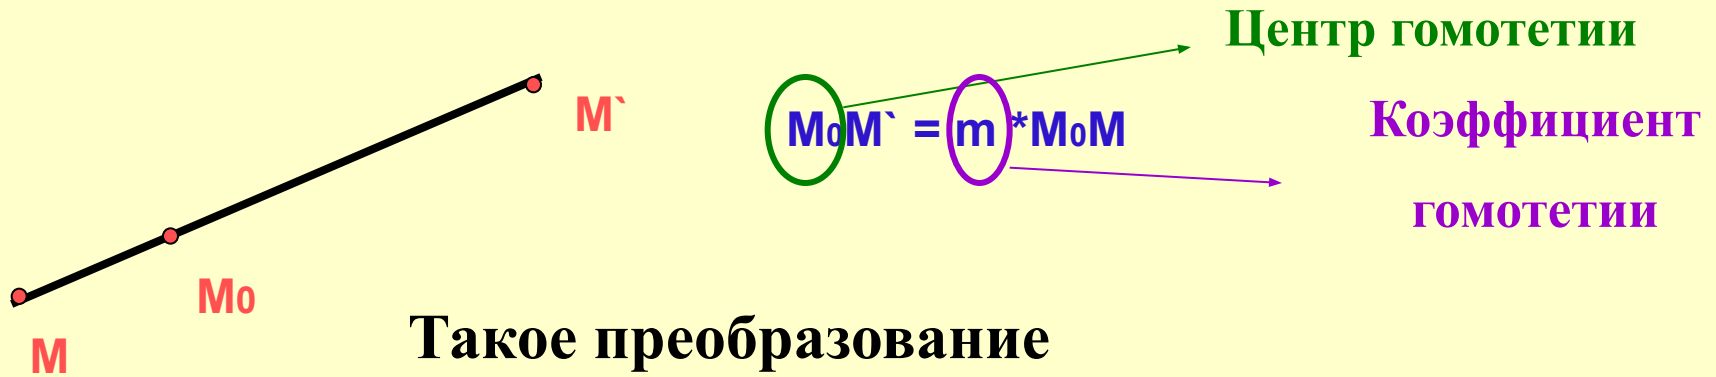 Центр гомотетии
M`
M₀M` = m *M₀M
Коэффициент
гомотетии
M₀
M
Такое преобразование